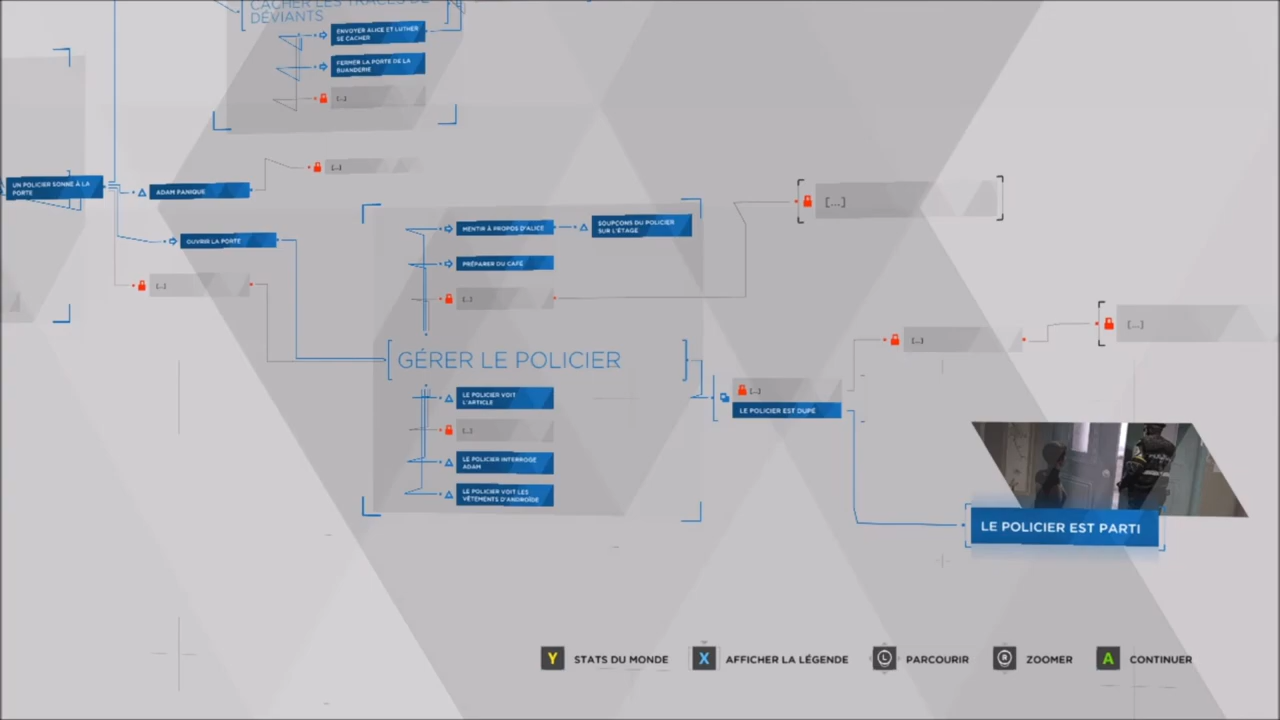 CACHER LES TRACES DE
DÉVIANTS
ENVOYER ALICE ET LUTHER
SE CACHER
FERMER LA PORTE DE LA
BUANDERIE
[...]
[...]
UN POLICIER SONNE À LA
PORTE
ADAM PANIQUE
OUVRIR LA PORTE
[...]
MENTIR À PROPOS D'ALICE
SOUPÇONS DU POLICIER
SUR L'ÉTAGE
PRÉPARER DU CAFÉ
[...]
[...]
GÉRER LE POLICIER
LE POLICIER VOIT
L'ARTICLE
[...]
LE POLICIER INTERROGE
ADAM
LE POLICIER VOIT LES
VÊTEMENTS D'ANDROÏDE
[...]
LE POLICIER EST DUPÉ
[...]
[...]
LE POLICIER EST PARTI
Y STATS DU MONDE X AFFICHER LA LÉGENDE L PARCOURIR R ZOOMER A CONTINUER